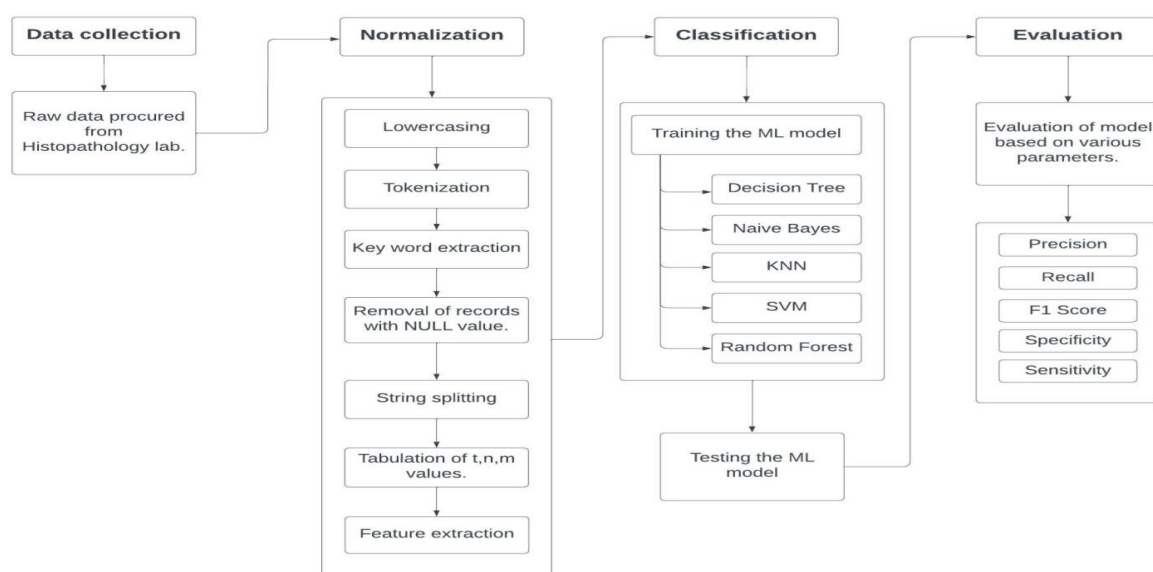 Data collection
Raw data procured
from
Histopathology lab.
Normalization
Lowercasing
Tokenization
Key word extraction
Removal of records
with NULL value.
String splitting
Tabulation of t,n,m
values.
Feature extraction
Classification
Training the ML model
Decision Tree
Naive Bayes
KNN
SVM
Random Forest
Testing the ML
model
Evaluation
Evaluation of model
based on various
parameters.
Precision
Recall
F1 Score
Specificity
Sensitivity